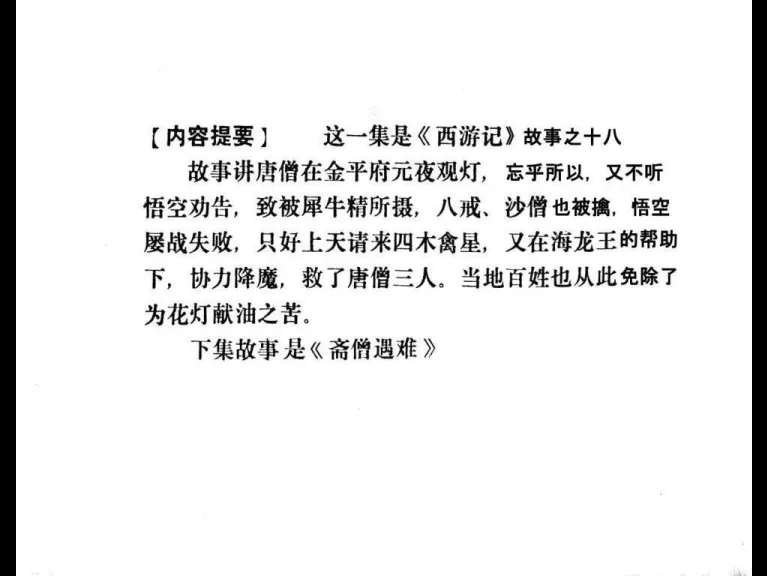 【内容提要】 这一集是《西游记》故事之十八
故事讲唐僧在金平府元夜观灯，忘乎所以，又不听
悟空劝告，致被犀牛精所摄，八戒、沙僧也被擒，悟空
屡战失败，只好上天请来四木禽星，又在海龙王的帮助
下，协力降魔，救了唐僧三人。当地百姓也从此免除了
为花灯献油之苦。
下集故事是《斋僧遇难》